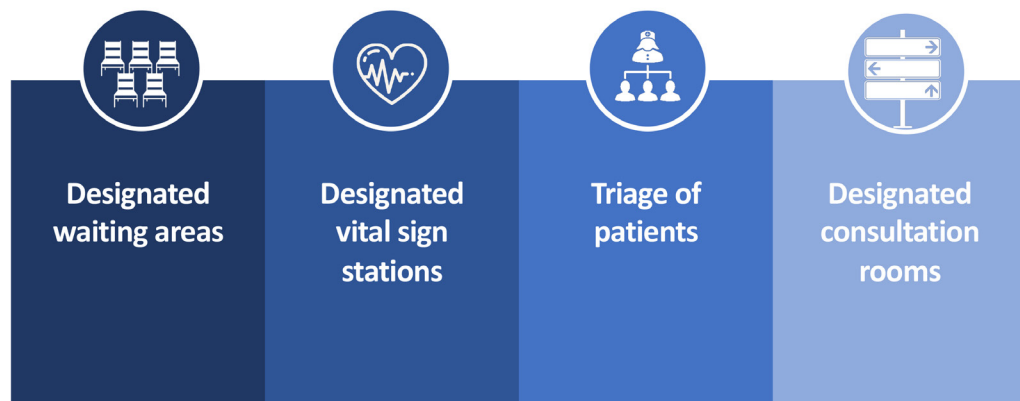 Designated
waiting areas
Designated
vital sign
stations
Triage of
patients
Designated
consultation
rooms